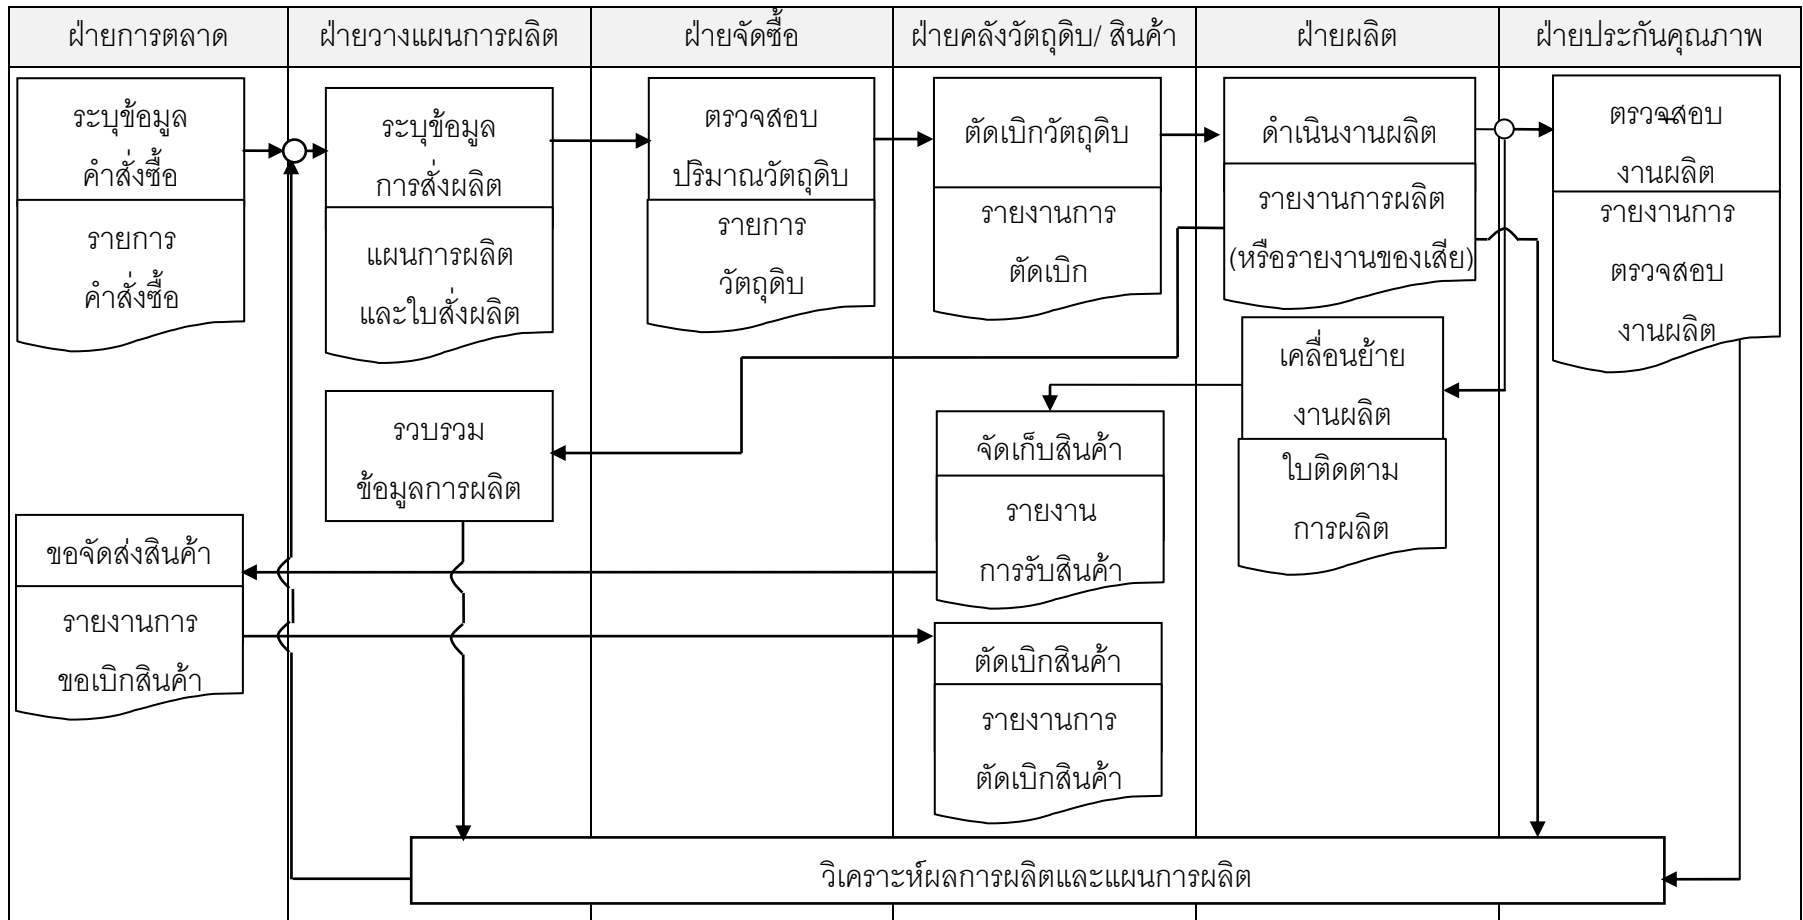 ฝ่ายการตลาด
ฝ่ายวางแผนการผลิต
ฝ่ายจัดซื้อ
ฝ่ายคลังวัตถุดิบ/ สินค้า
ฝ่ายผลิต
ฝ่ายประกันคุณภาพ
ระบุข้อมูล
คำสั่งซื้อ
รายการ
คำสั่งซื้อ
ระบุข้อมูล
การสั่งผลิต
แผนการผลิต
และใบสั่งผลิต
ตรวจสอบ
ปริมาณวัตถุดิบ
รายการ
วัตถุดิบ
ตัดเบิกวัตถุดิบ
รายงานการ
ตัดเบิก
ดำเนินงานผลิต
รายงานการผลิต
(หรือรายงานของเสีย)
ตรวจสอบ
งานผลิต
รายงานการ
ตรวจสอบ
งานผลิต
เคลื่อนย้าย
งานผลิต
ใบติดตาม
การผลิต
รวบรวม
ข้อมูลการผลิต
จัดเก็บสินค้า
รายงาน
การรับสินค้า
ขอจัดส่งสินค้า
รายงานการ
ขอเบิกสินค้า
ตัดเบิกสินค้า
รายงานการ
ตัดเบิกสินค้า
วิเคราะห์ผลการผลิตและแผนการผลิต